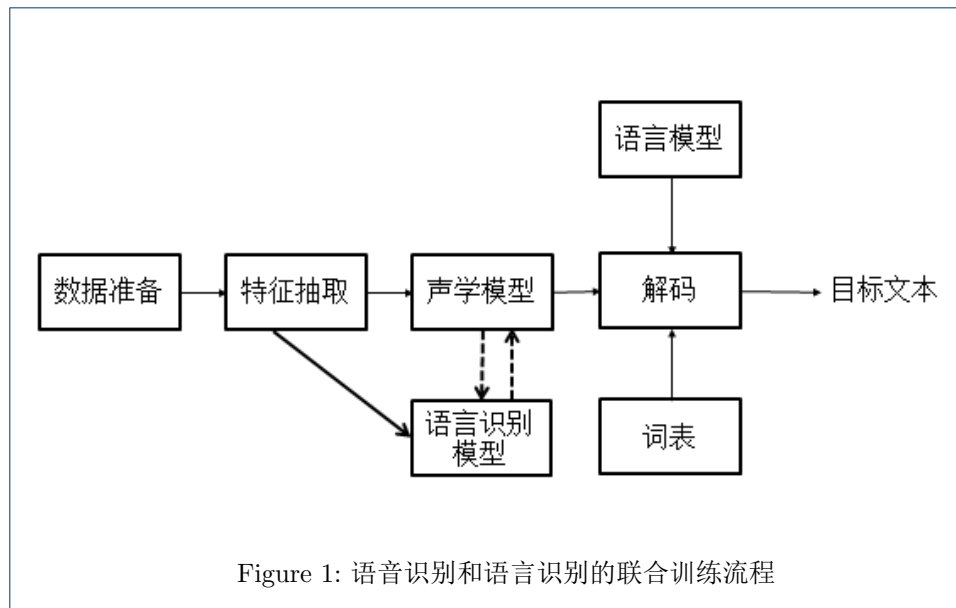 语言模型
数据准备
特征抽取
声学模型
解码
目标文本
语言识别
模型
词表
Figure 1: 语音识别和语言识别的联合训练流程